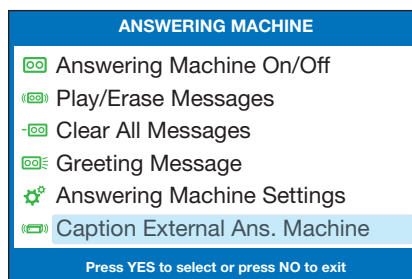 ANSWERING MACHINE
Answering Machine On/Off
Play/Erase Messages
Clear All Messages
Greeting Message
Answering Machine Settings
Caption External Ans. Machine
Press YES to select or press NO to exit